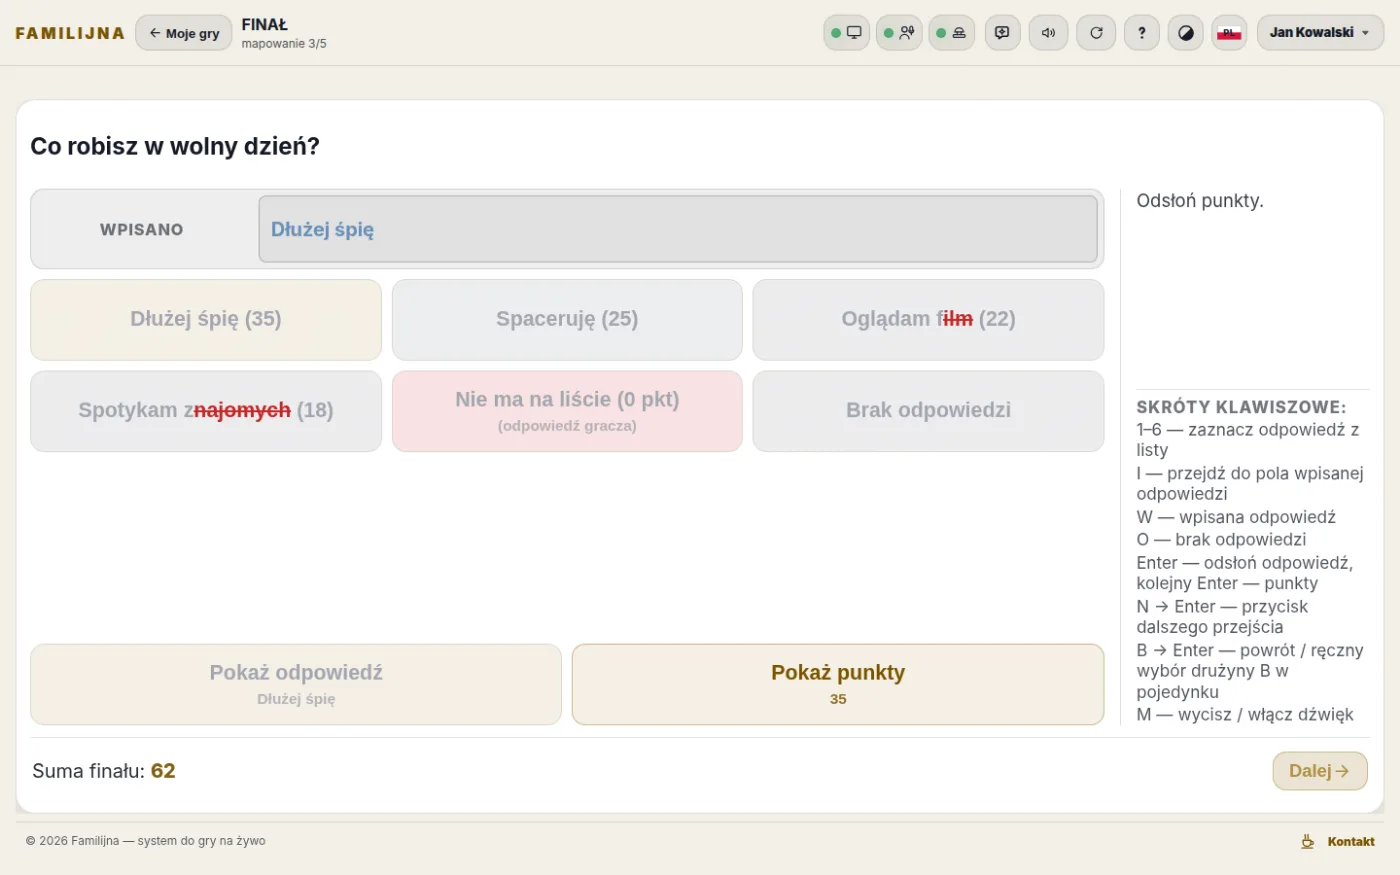 FAMILIJNA
← Moje gry
FINAŁ
mapowanie 3/5
?
PL
Jan Kowalski
Co robisz w wolny dzień?
WPISANO
Dłużej śpię
Dłużej śpię (35)
Spaceruję (25)
Oglądam film (22)
Spotykam znajomych (18)
Nie ma na liście (0 pkt)
(odpowiedź gracza)
Brak odpowiedzi
Pokaż odpowiedź
Dłużej śpię
Pokaż punkty
35
Odsłoń punkty.
SKRÓTY KLAWISZOWE:
1–6 — zaznacz odpowiedź z
listy
I — przejdź do pola wpisanej
odpowiedzi
W — wpisana odpowiedź
O — brak odpowiedzi
Enter — odsłoń odpowiedź,
kolejny Enter — punkty
N → Enter — przycisk
dalszego przejścia
B → Enter — powrót / ręczny
wybór drużyny B w
pojedynku
M — wycisz / włącz dźwięk
Suma finału: 62
Dalej →
© 2026 Familijna — system do gry na żywo
Kontakt